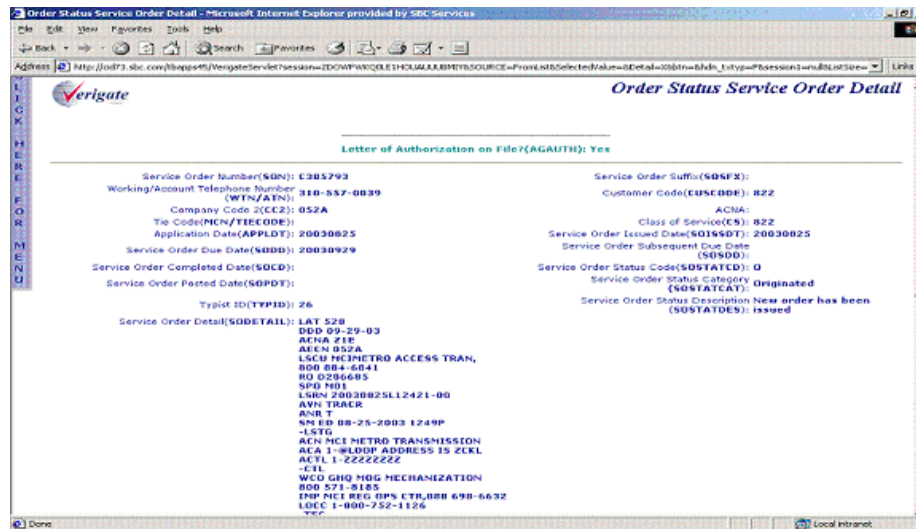 Order Status Service Order Detail - Microsoft Internet Explorer provided by SBC Services
File Edit View Favorites Tools Help
Back Search Favorites
Address Links
Verigate
Order Status Service Order Detail
CLICK HERE FOR MENU
Letter of Authorization on File?(AGAUTH): Yes
Service Order Number(SON): C305793
Service Order Suffix(SOSFX):
Working/Account Telephone Number (WTN/ATN): 310-557-0039
Customer Code(CUSCODE): 822
Company Code 2(CC2): 052A
ACNA:
Tie Code(MCN/TIECODE):
Class of Service(CS): 822
Application Date(APPLDT): 20030825
Service Order Issued Date(SOISSDT): 20030825
Service Order Due Date(SODD): 20030929
Service Order Subsequent Due Date (SOSDD):
Service Order Completed Date(SOCD):
Service Order Status Code(SOSTATCD): O
Service Order Posted Date(SOPDT):
Service Order Status Category (SOSTATCAT): Originated
Typist ID(TYPID): 26
Service Order Status Description (SOSTATDES): New order has been issued
Service Order Detail(SODETAIL): LAT 520
DDD 09-29-03
ACNA Z1E
AECN 052A
LSCU MCIMETRO ACCESS TRAN,
800 884-6841
RO
SPO M01
LSRN 20030825L12421-00
AVN TRACR
ANR T
SM ED 08-25-2003 1249P
-LSTG
ACN MCI METRO TRANSMISSION
ACA 1-@LOOP ADDRESS IS ZCKL
ACTL 1-ZZZZZZZZ
-CTL
WCO GHQ MOG MECHANIZATION
800 571-8185
IMP MCI REG OPS CTR,888 698-6632
LOCC 1-800-752-1126
Done
Local intranet